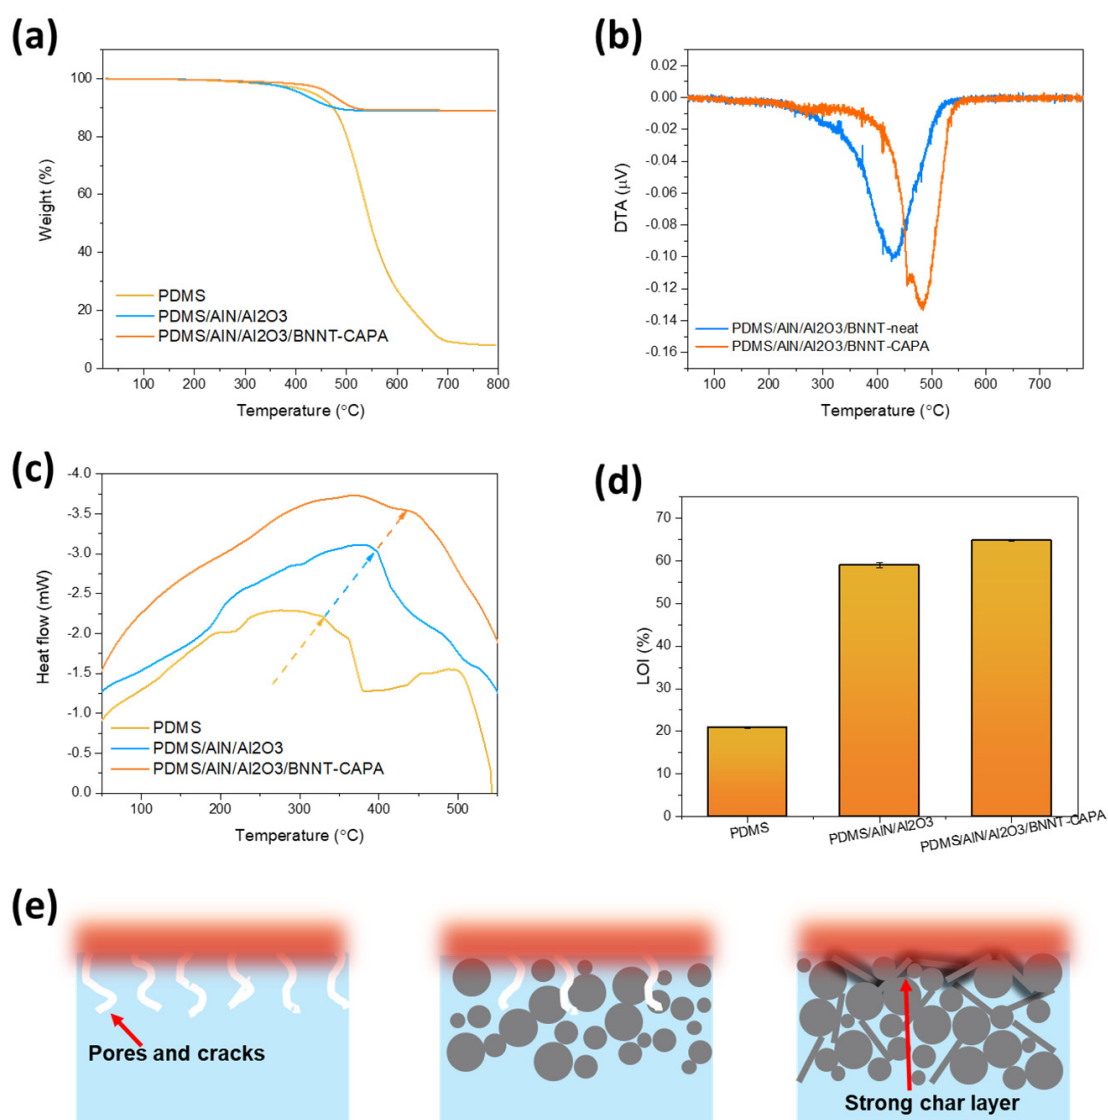 (a)
100
80
60
40
20
0
Weight (%)
PDMS
PDMS/AlN/Al2O3
PDMS/AlN/Al2O3/BNNT-CAPA
100 200 300 400 500 600 700 800
Temperature (°C)
(b)
0.02
0.00
-0.02
-0.04
-0.06
-0.08
-0.10
-0.12
-0.14
-0.16
DTA (μV)
PDMS/AlN/Al2O3/BNNT-neat
PDMS/AlN/Al2O3/BNNT-CAPA
100 200 300 400 500 600 700
Temperature (°C)
(c)
-4.0
-3.5
-3.0
-2.5
-2.0
-1.5
-1.0
-0.5
0.0
Heat flow (mW)
PDMS
PDMS/AlN/Al2O3
PDMS/AlN/Al2O3/BNNT-CAPA
100 200 300 400 500
Temperature (°C)
(d)
70
60
50
40
30
20
10
0
LOI (%)
PDMS
PDMS/AlN/Al2O3
PDMS/AlN/Al2O3/BNNT-CAPA
(e)
Pores and cracks
Strong char layer